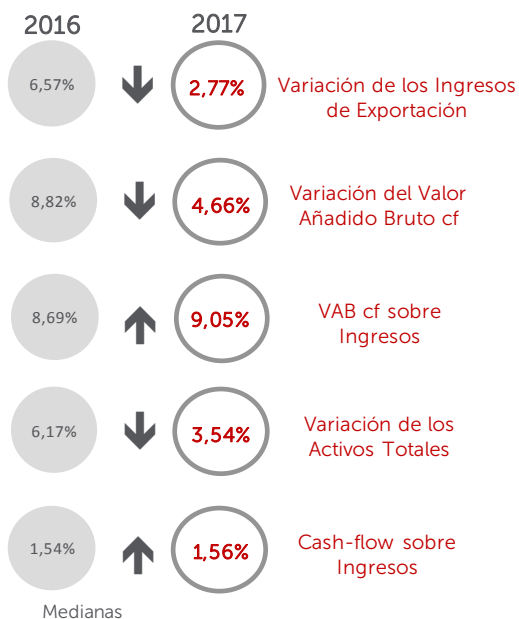 2016
2017
6,57%
2,77%
Variación de los Ingresos
de Exportación
8,82%
4,66%
Variación del Valor
Añadido Bruto cf
8,69%
9,05%
VAB cf sobre
Ingresos
6,17%
3,54%
Variación de los
Activos Totales
1,54%
1,56%
Cash-flow sobre
Ingresos
Medianas